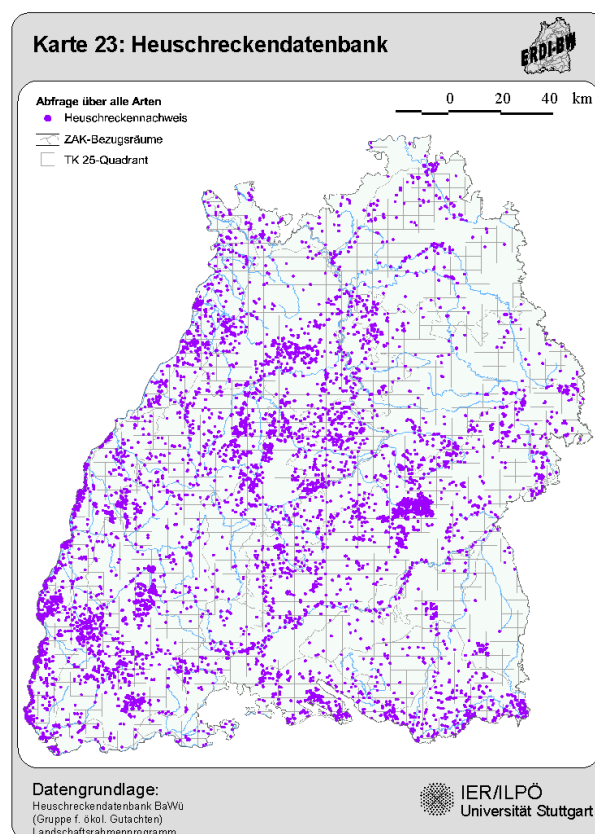 Karte 23: Heuschreckendatenbank
ERDI-BW
Abfrage über alle Arten
Heuschreckennachweis
ZAK-Bezugsräume
TK 25-Quadrant
0 20 40 km
Datengrundlage:
Heuschreckendatenbank BaWü
(Gruppe f. ökol. Gutachten)
Landschaftsrahmenprogramm
IER/ILPÖ
Universität Stuttgart